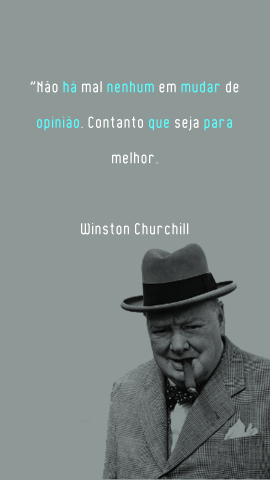 “Não há mal nenhum em mudar de
opinião. Contanto que seja para
melhor.
Winston Churchill